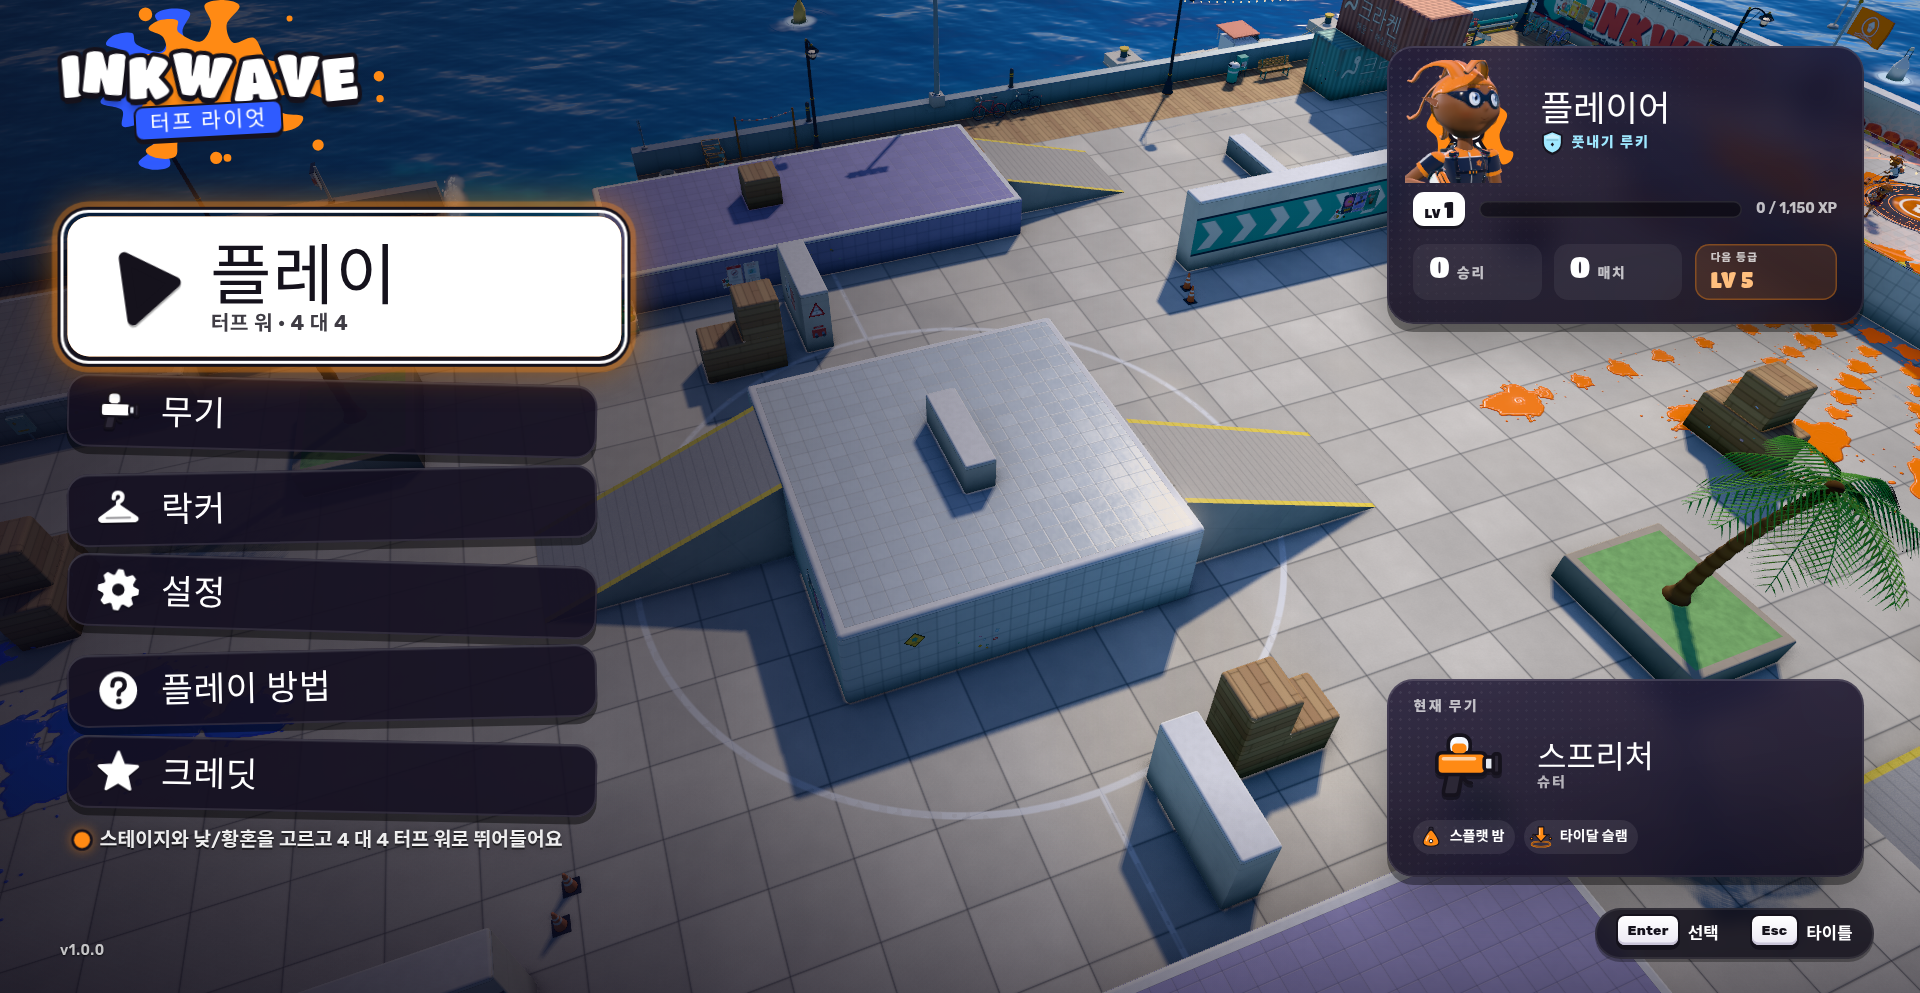 INKWAVE
터프 라이엇
플레이
터프 워 • 4 대 4
무기
락커
설정
플레이 방법
크레딧
스테이지와 낮/황혼을 고르고 4 대 4 터프 워로 뛰어들어요
v1.0.0
크라켄
INKW
플레이어
풋내기 루키
LV 1
0 / 1,150 XP
0 승리
0 매치
다음 등급
LV 5
현재 무기
스프리처
슈터
스플랫 밤
타이달 슬램
Enter 선택
Esc 타이틀